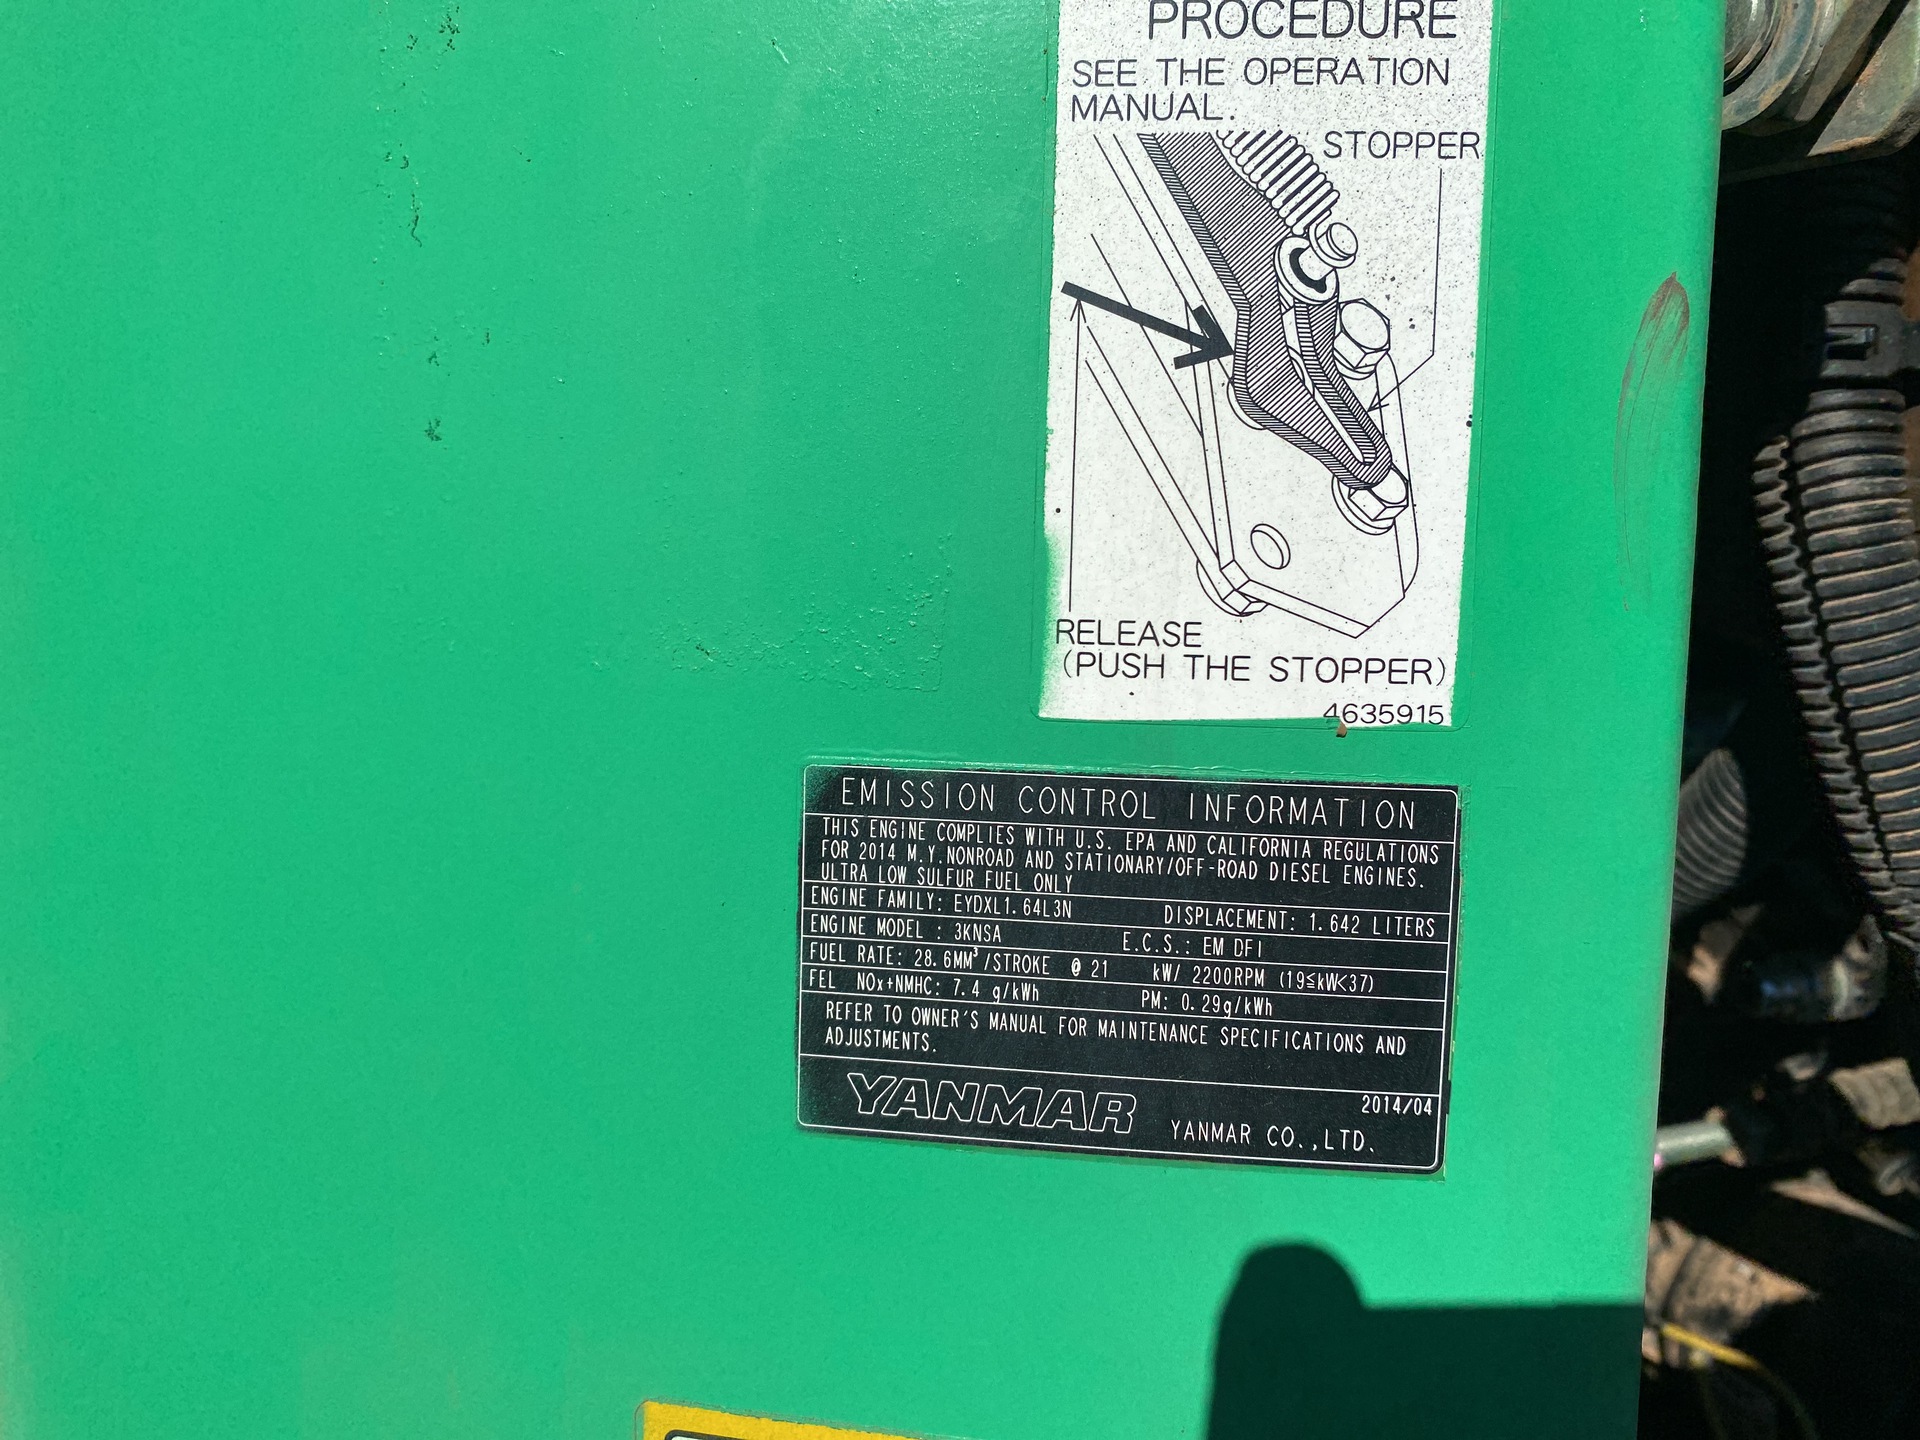 PROCEDURE
SEE THE OPERATION
MANUAL.
STOPPER
RELEASE
(PUSH THE STOPPER)
4635915
EMISSION CONTROL INFORMATION
THIS ENGINE COMPLIES WITH U.S. EPA AND CALIFORNIA REGULATIONS
FOR 2014 M.Y.NONROAD AND STATIONARY/OFF-ROAD DIESEL ENGINES.
ULTRA LOW SULFUR FUEL ONLY
ENGINE FAMILY: EYDXL1.64L3N DISPLACEMENT: 1.642 LITERS
ENGINE MODEL : 3KNSA E.C.S.: EM DFI
FUEL RATE: 28.6MM³/STROKE @ 21 kW/ 2200RPM (19≦kW<37)
FEL NOx+NMHC: 7.4 g/kWh PM: 0.29g/kWh
REFER TO OWNER'S MANUAL FOR MAINTENANCE SPECIFICATIONS AND
ADJUSTMENTS.
2014/04
YANMAR YANMAR CO.,LTD.